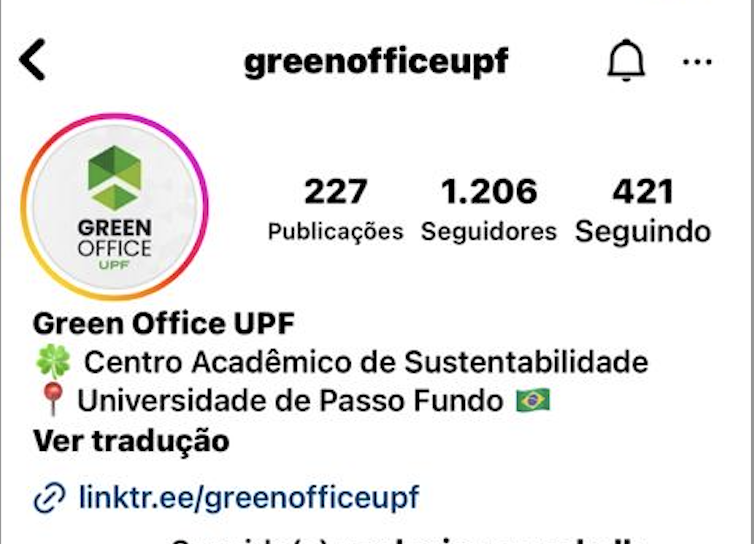 greenofficeupf
GREEN
OFFICE
UPF
227 1.206 421
Publicações Seguidores Seguindo
Green Office UPF
Centro Acadêmico de Sustentabilidade
Universidade de Passo Fundo
Ver tradução
linktr.ee/greenofficeupf